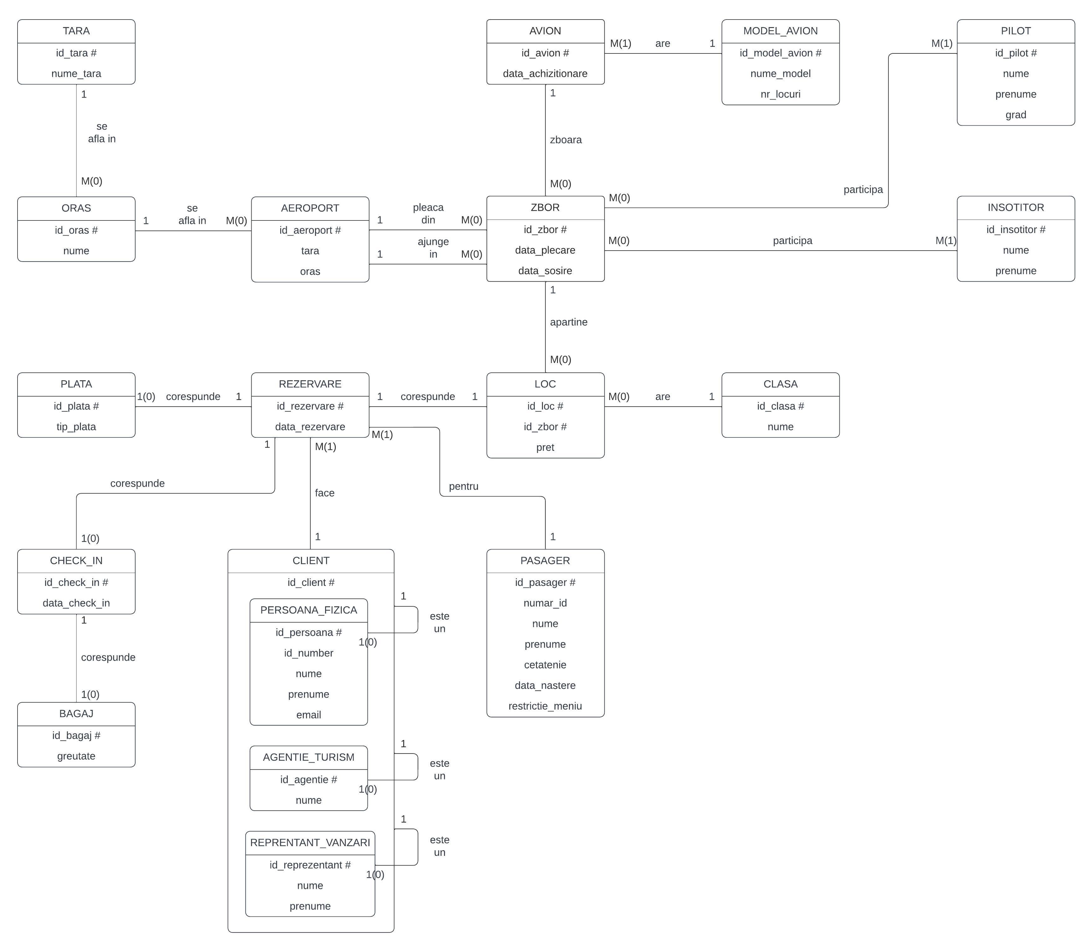 TARA
id_tara #
nume_tara
AVION
id_avion #
data_achizitionare
M(1) are 1
MODEL_AVION
id_model_avion #
nume_model
nr_locuri
M(1)
PILOT
id_pilot #
nume
prenume
grad
1
se
afla in
M(0)
1
zboara
M(0)
ORAS
id_oras #
nume
1
se
afla in
M(0)
AEROPORT
id_aeroport #
tara
oras
1
pleaca
din
M(0)
1
ajunge
in
M(0)
ZBOR
id_zbor #
data_plecare
data_sosire
M(0)
participa
M(0)
participa
M(1)
INSOTITOR
id_insotitor #
nume
prenume
1
apartine
M(0)
PLATA
id_plata #
tip_plata
1(0) corespunde 1
REZERVARE
id_rezervare #
data_rezervare
1 corespunde 1
LOC
id_loc #
id_zbor #
pret
M(0) are 1
CLASA
id_clasa #
nume
1
corespunde
1(0)
M(1)
face
1
M(1)
pentru
1
CHECK_IN
id_check_in #
data_check_in
1
corespunde
1(0)
BAGAJ
id_bagaj #
greutate
CLIENT
id_client #
PERSOANA_FIZICA
id_persoana #
id_number
nume
prenume
email
1
este
un
1(0)
AGENTIE_TURISM
id_agentie #
nume
1
este
un
1(0)
REPRENTANT_VANZARI
id_reprezentant #
nume
prenume
1
este
un
1(0)
PASAGER
id_pasager #
numar_id
nume
prenume
cetatenie
data_nastere
restrictie_meniu